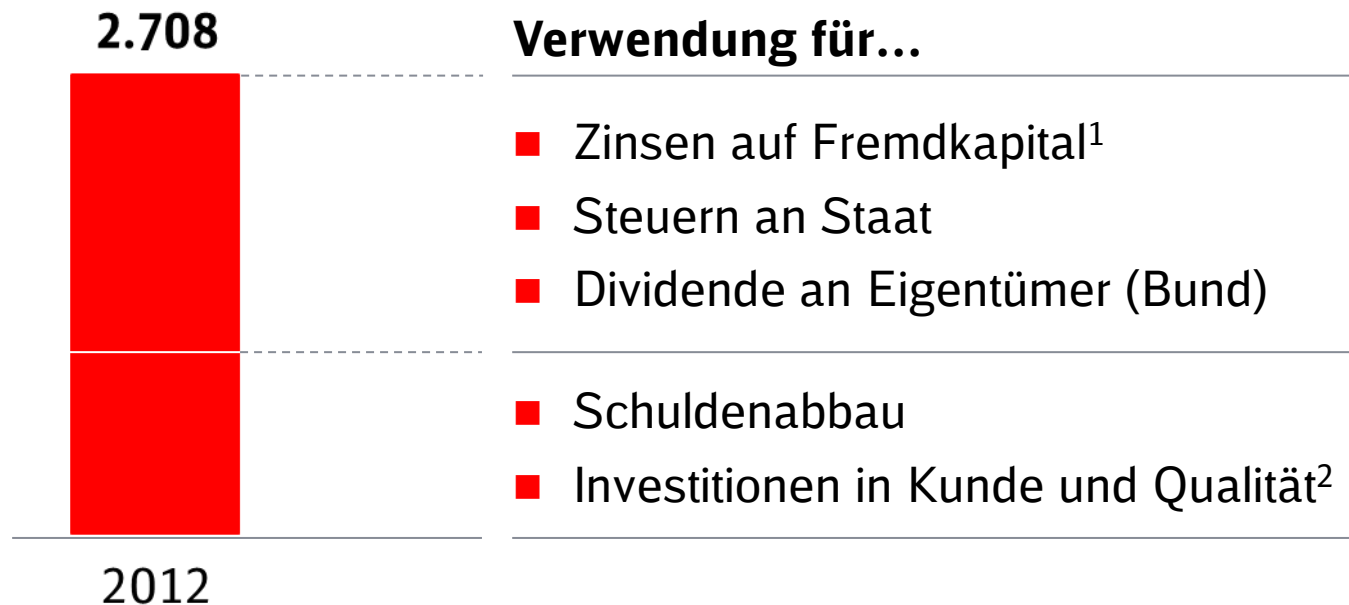 2.708
Verwendung für...
Zinsen auf Fremdkapital¹
Steuern an Staat
Dividende an Eigentümer (Bund)
Schuldenabbau
Investitionen in Kunde und Qualität²
2012